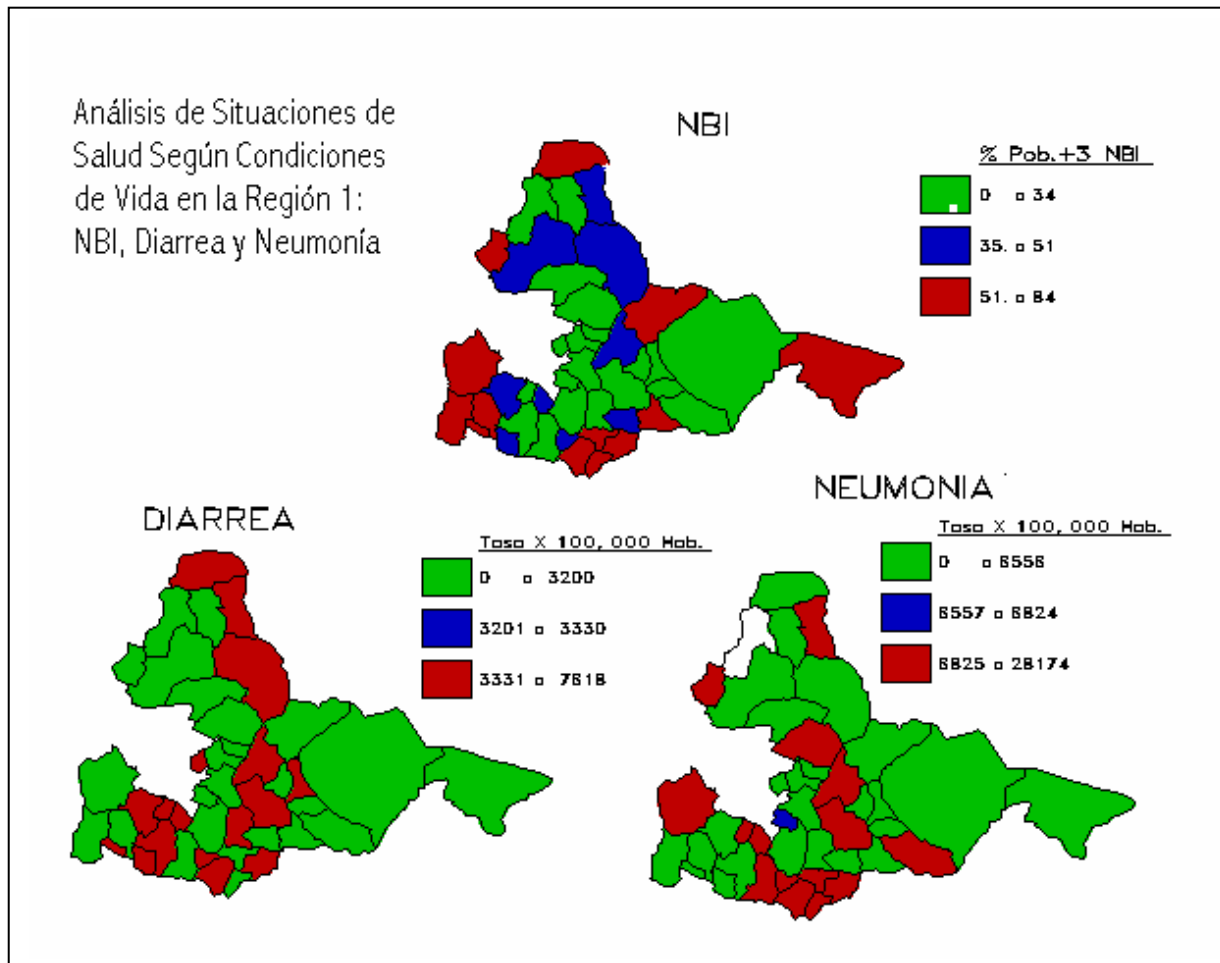 Análisis de Situaciones de
Salud Según Condiciones
de Vida en la Región 1:
NBI, Diarrea y Neumonía
NBI
% Pob.+3 NBI
0 a 34
35. a 51
51. a 84
DIARREA
Tasa X 100,000 Hab.
0 a 3200
3201 a 3330
3331 a 7618
NEUMONIA
Tasa X 100,000 Hab.
0 a 6556
6557 a 6824
6825 a 28174